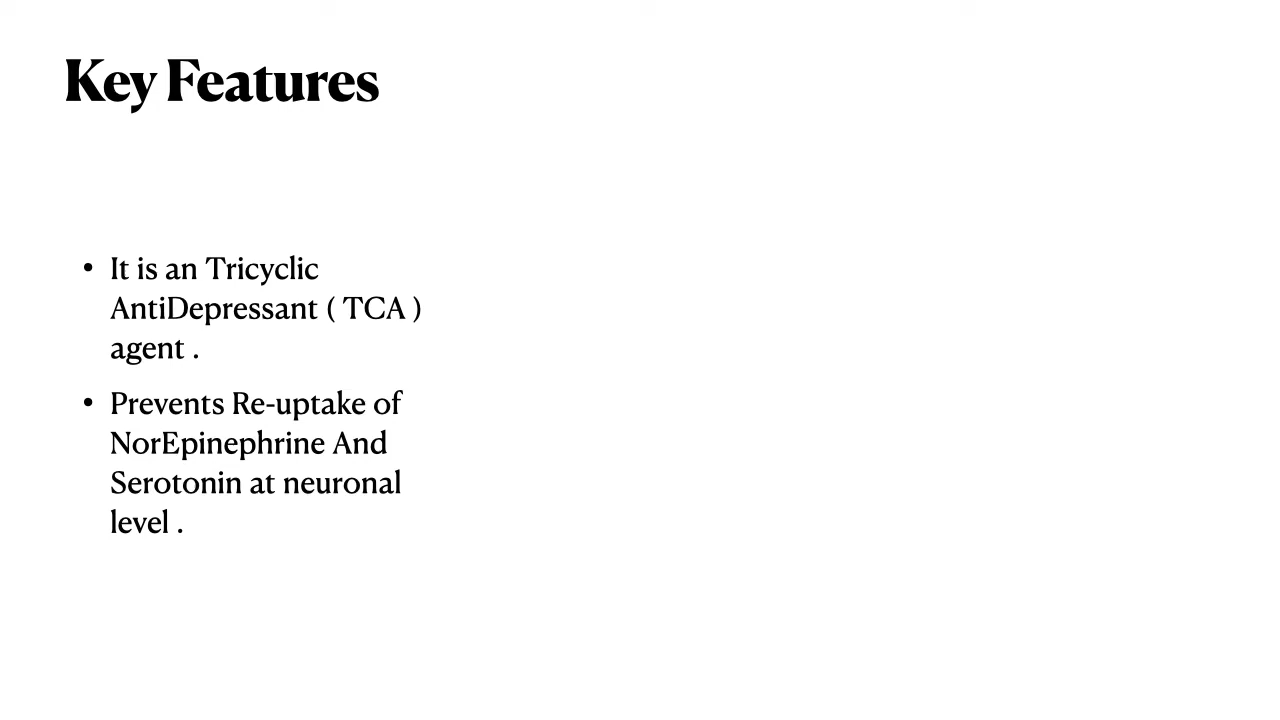 Key Features
• It is an Tricyclic
AntiDepressant ( TCA )
agent .
• Prevents Re-uptake of
NorEpinephrine And
Serotonin at neuronal
level .